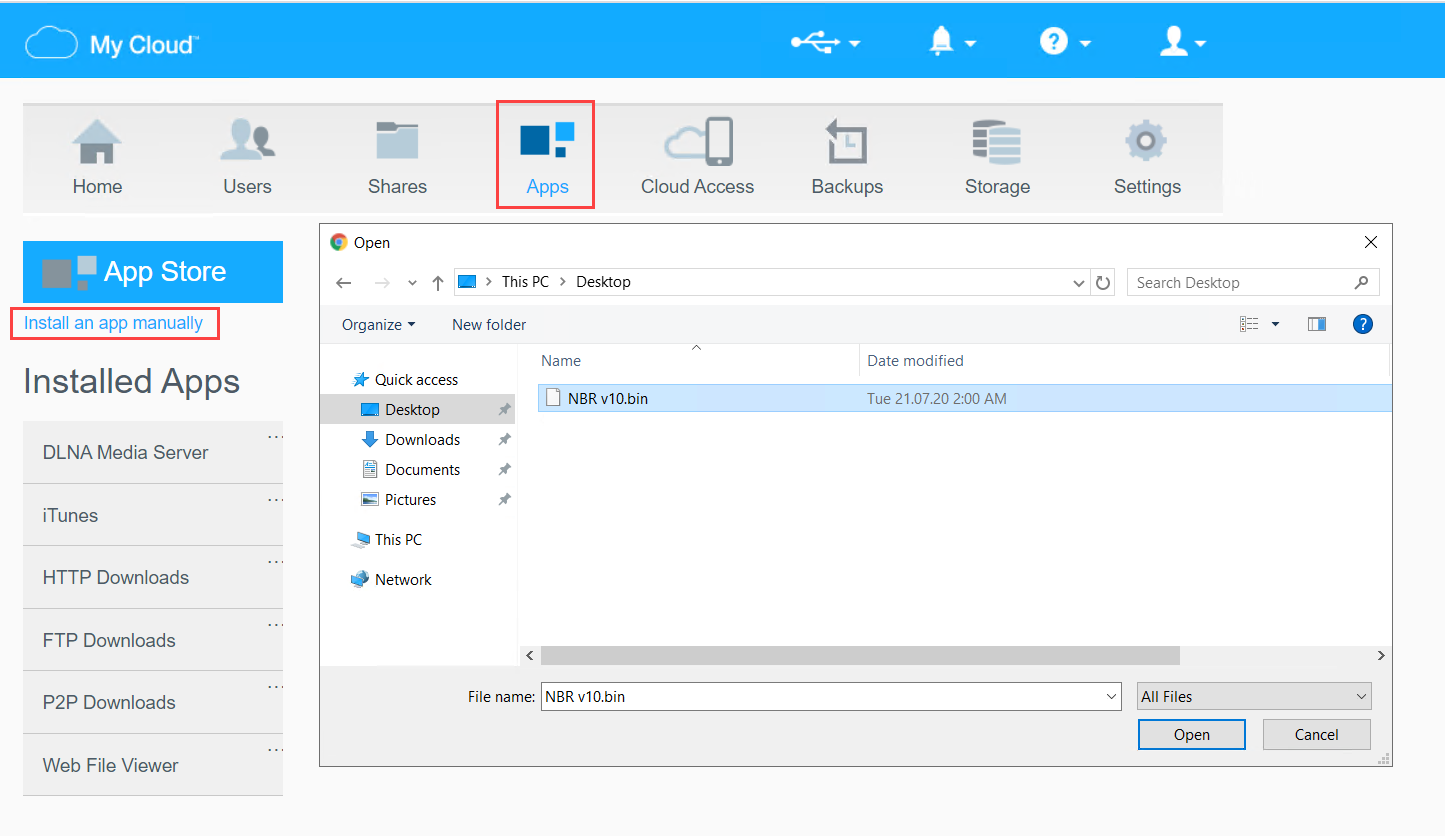 My Cloud™
Home
Users
Shares
Apps
Cloud Access
Backups
Storage
Settings
App Store
Install an app manually
Installed Apps
DLNA Media Server
...
iTunes
...
HTTP Downloads
...
FTP Downloads
...
P2P Downloads
...
Web File Viewer
...
Open
This PC > Desktop
Search Desktop
Organize
New folder
?
Quick access
Desktop
Downloads
Documents
Pictures
This PC
Network
Name
Date modified
NBR v10.bin
Tue 21.07.20 2:00 AM
File name: NBR v10.bin
All Files
Open
Cancel